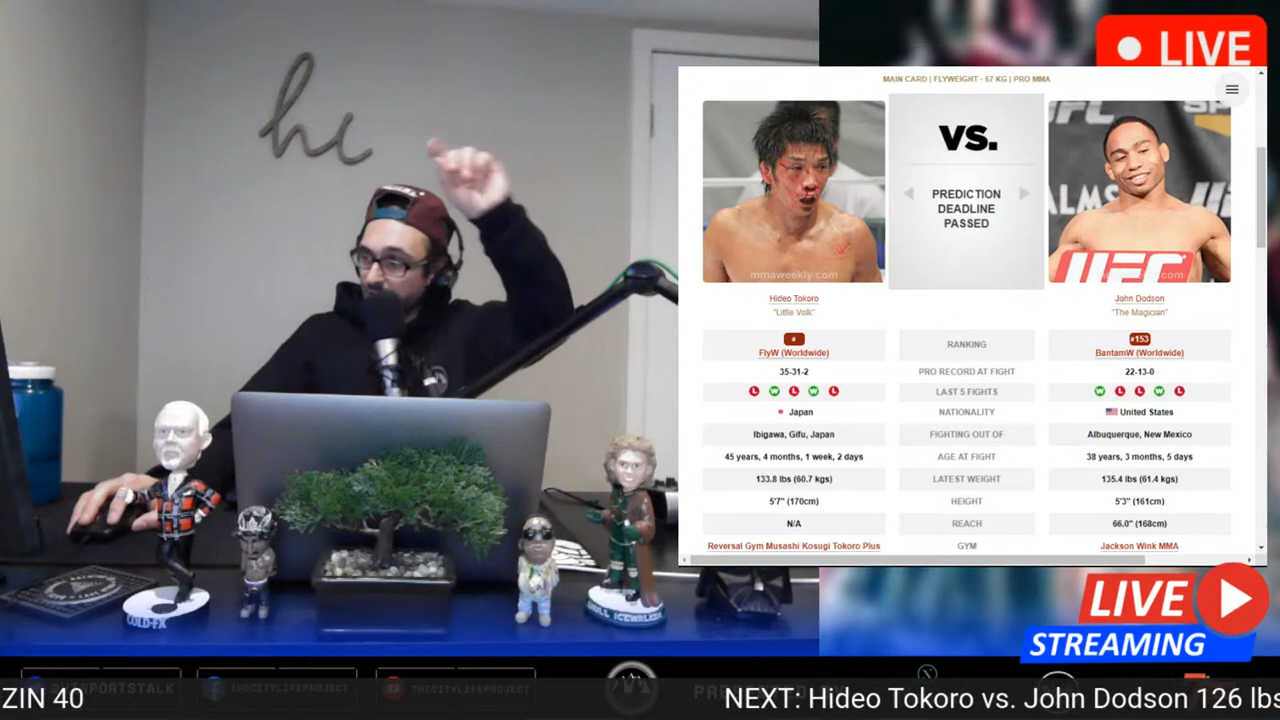 hi
LIVE
MAIN CARD | FLYWEIGHT - 57 KG | PRO MMA
VS.
PREDICTION
DEADLINE
PASSED
mmaweekly.com
UFC
Hideo Tokoro
John Dodson
"Little Volk"
"The Magician"
#
RANKING
#153
FlyW (Worldwide)
BantamW (Worldwide)
35-31-2
PRO RECORD AT FIGHT
22-13-0
L W L W L
LAST 5 FIGHTS
W L L W L
Japan
NATIONALITY
United States
Ibigawa, Gifu, Japan
FIGHTING OUT OF
Albuquerque, New Mexico
45 years, 4 months, 1 week, 2 days
AGE AT FIGHT
38 years, 3 months, 5 days
133.8 lbs (60.7 kgs)
LATEST WEIGHT
135.4 lbs (61.4 kgs)
5'7" (170cm)
HEIGHT
5'3" (161cm)
N/A
REACH
66.0" (168cm)
Reversal Gym Musashi Kosugi Tokoro Plus
GYM
Jackson Wink MMA
COLD-FX
LIVE
STREAMING
THECITYLIFEPROJECT
THECITYLIFEPROJECT
ZIN 40
NEXT: Hideo Tokoro vs. John Dodson 126 lbs